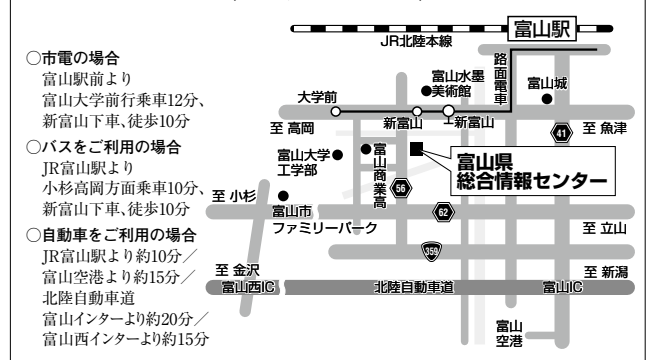 ○市電の場合
富山駅前より
富山大学前行乗車12分、
新富山下車、徒歩10分
○バスをご利用の場合
JR富山駅より
小杉高岡方面乗車10分、
新富山下車、徒歩10分
○自動車をご利用の場合
JR富山駅より約10分／
富山空港より約15分／
北陸自動車道
富山インターより約20分／
富山西インターより約15分
富山駅
JR北陸本線
路面電車
富山水墨
美術館
富山城
大学前
新富山
新富山
至 高岡
41
至 魚津
富山大学
工学部
富山商業高
富山県
総合情報センター
56
至 小杉
富山市
ファミリーパーク
62
至 立山
359
至 金沢
至 新潟
富山西IC
北陸自動車道
富山IC
富山
空港